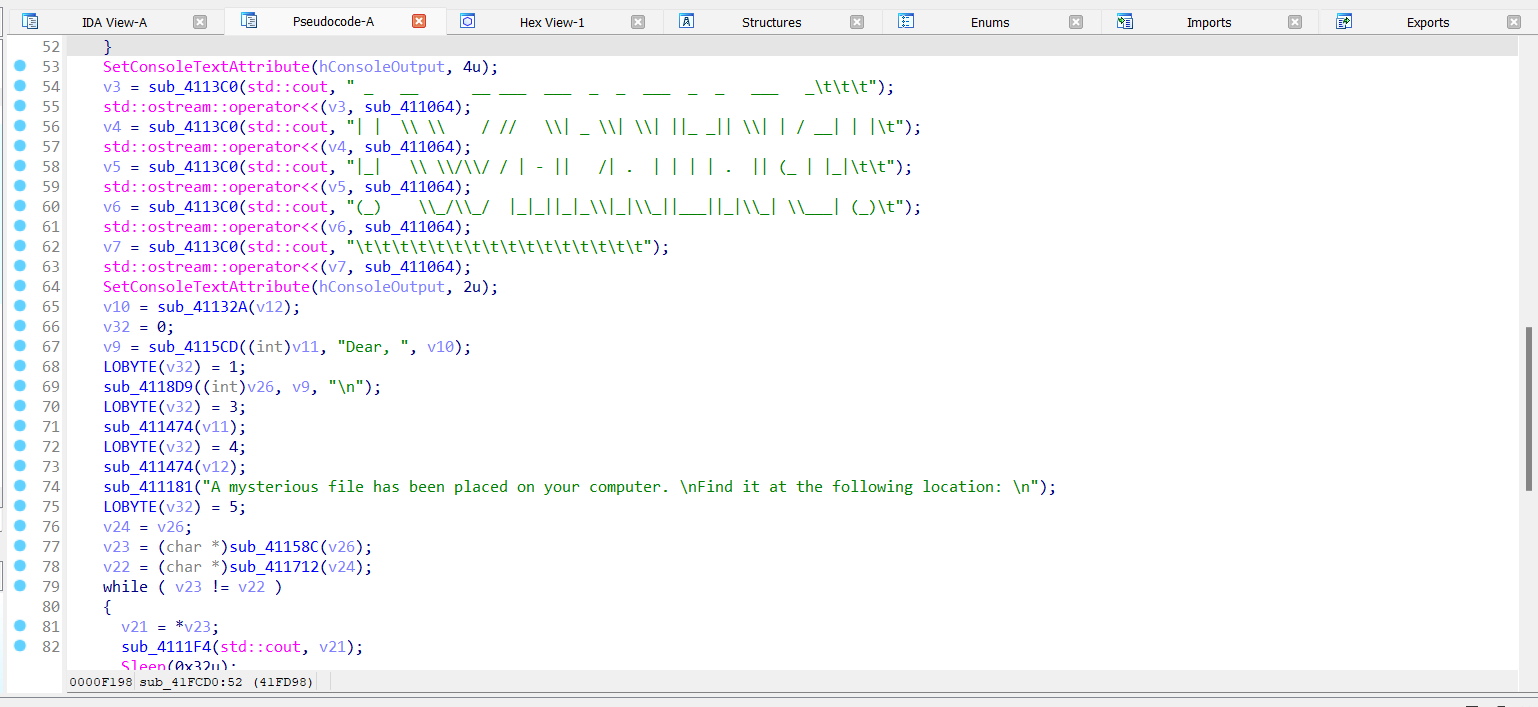 IDA View-A Pseudocode-A Hex View-1 Structures Enums Imports Exports
52 }
53 SetConsoleTextAttribute(hConsoleOutput, 4u);
54 v3 = sub_4113C0(std::cout, " _   __      __ ___  ___  _  _  ___  _  _   ___   _\t\t\t");
55 std::ostream::operator<<(v3, sub_411064);
56 v4 = sub_4113C0(std::cout, "| |  \\ \\    / //   \\| _ \\| \\| ||_ _|| \\| | / __| | |\t");
57 std::ostream::operator<<(v4, sub_411064);
58 v5 = sub_4113C0(std::cout, "|_|   \\ \\/\\/ / | - ||   /| .  | | | | .  || (_ | |_|\t\t");
59 std::ostream::operator<<(v5, sub_411064);
60 v6 = sub_4113C0(std::cout, "(_)    \\_/\\_/  |_|_||_|_\\|_|\\_||___||_|\\_| \\___| (_)\t");
61 std::ostream::operator<<(v6, sub_411064);
62 v7 = sub_4113C0(std::cout, "\t\t\t\t\t\t\t\t\t\t\t\t\t\t\t\t");
63 std::ostream::operator<<(v7, sub_411064);
64 SetConsoleTextAttribute(hConsoleOutput, 2u);
65 v10 = sub_41132A(v12);
66 v32 = 0;
67 v9 = sub_4115CD((int)v11, "Dear, ", v10);
68 LOBYTE(v32) = 1;
69 sub_4118D9((int)v26, v9, "\n");
70 LOBYTE(v32) = 3;
71 sub_411474(v11);
72 LOBYTE(v32) = 4;
73 sub_411474(v12);
74 sub_411181("A mysterious file has been placed on your computer. \nFind it at the following location: \n");
75 LOBYTE(v32) = 5;
76 v24 = v26;
77 v23 = (char *)sub_41158C(v26);
78 v22 = (char *)sub_411712(v24);
79 while ( v23 != v22 )
80 {
81 v21 = *v23;
82 sub_4111F4(std::cout, v21);
Sleep(0x32u);
0000F198 sub_41FCD0:52 (41FD98)